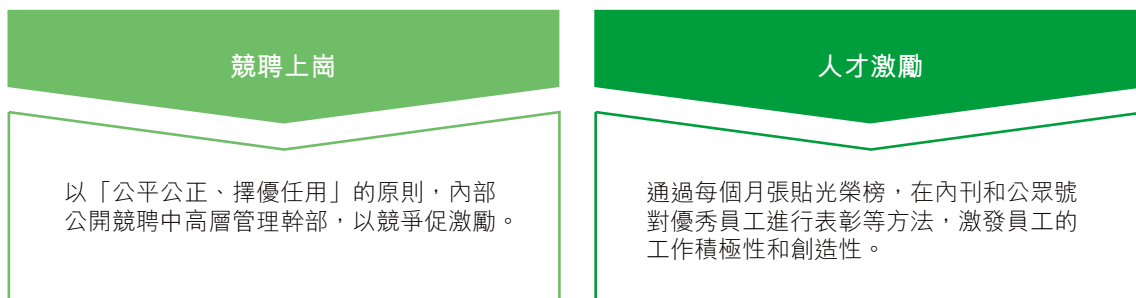 競聘上崗
以「公平公正、擇優任用」的原則，內部
公開競聘中高層管理幹部，以競爭促激勵。
人才激勵
通過每個月張貼光榮榜，在內刊和公眾號
對優秀員工進行表彰等方法，激發員工的
工作積極性和創造性。